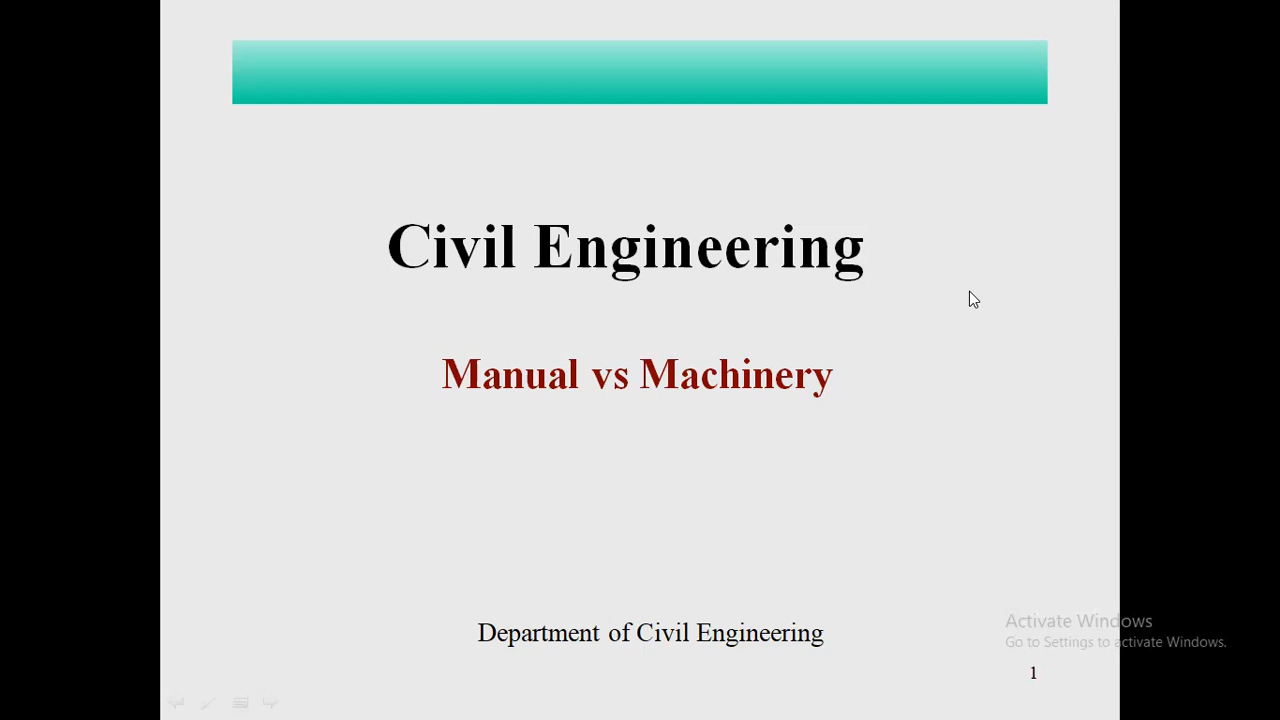 Civil Engineering
Manual vs Machinery
Department of Civil Engineering
Activate Windows
Go to Settings to activate Windows.
1